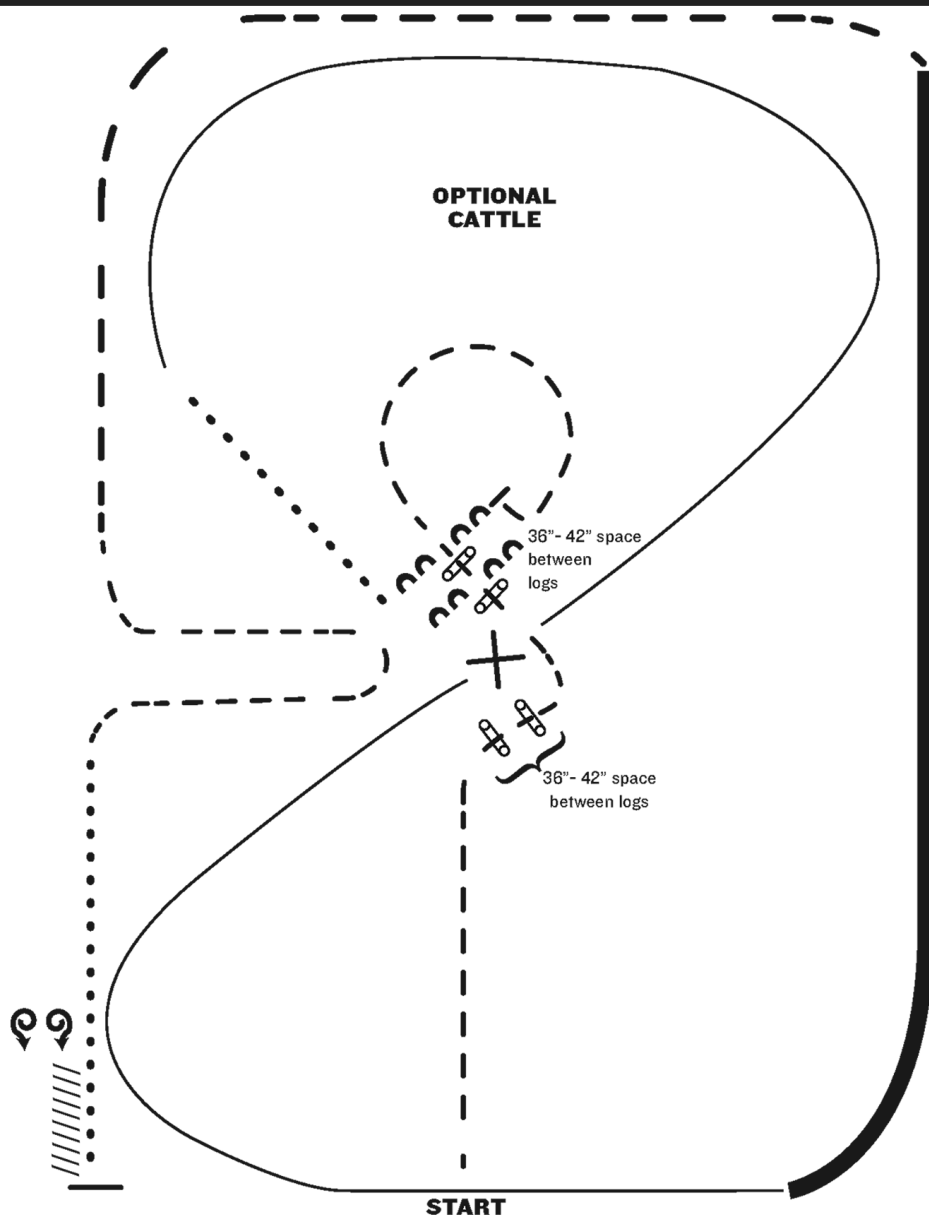 OPTIONAL
CATTLE
36”- 42” space
between
logs
36”- 42” space
between logs
START